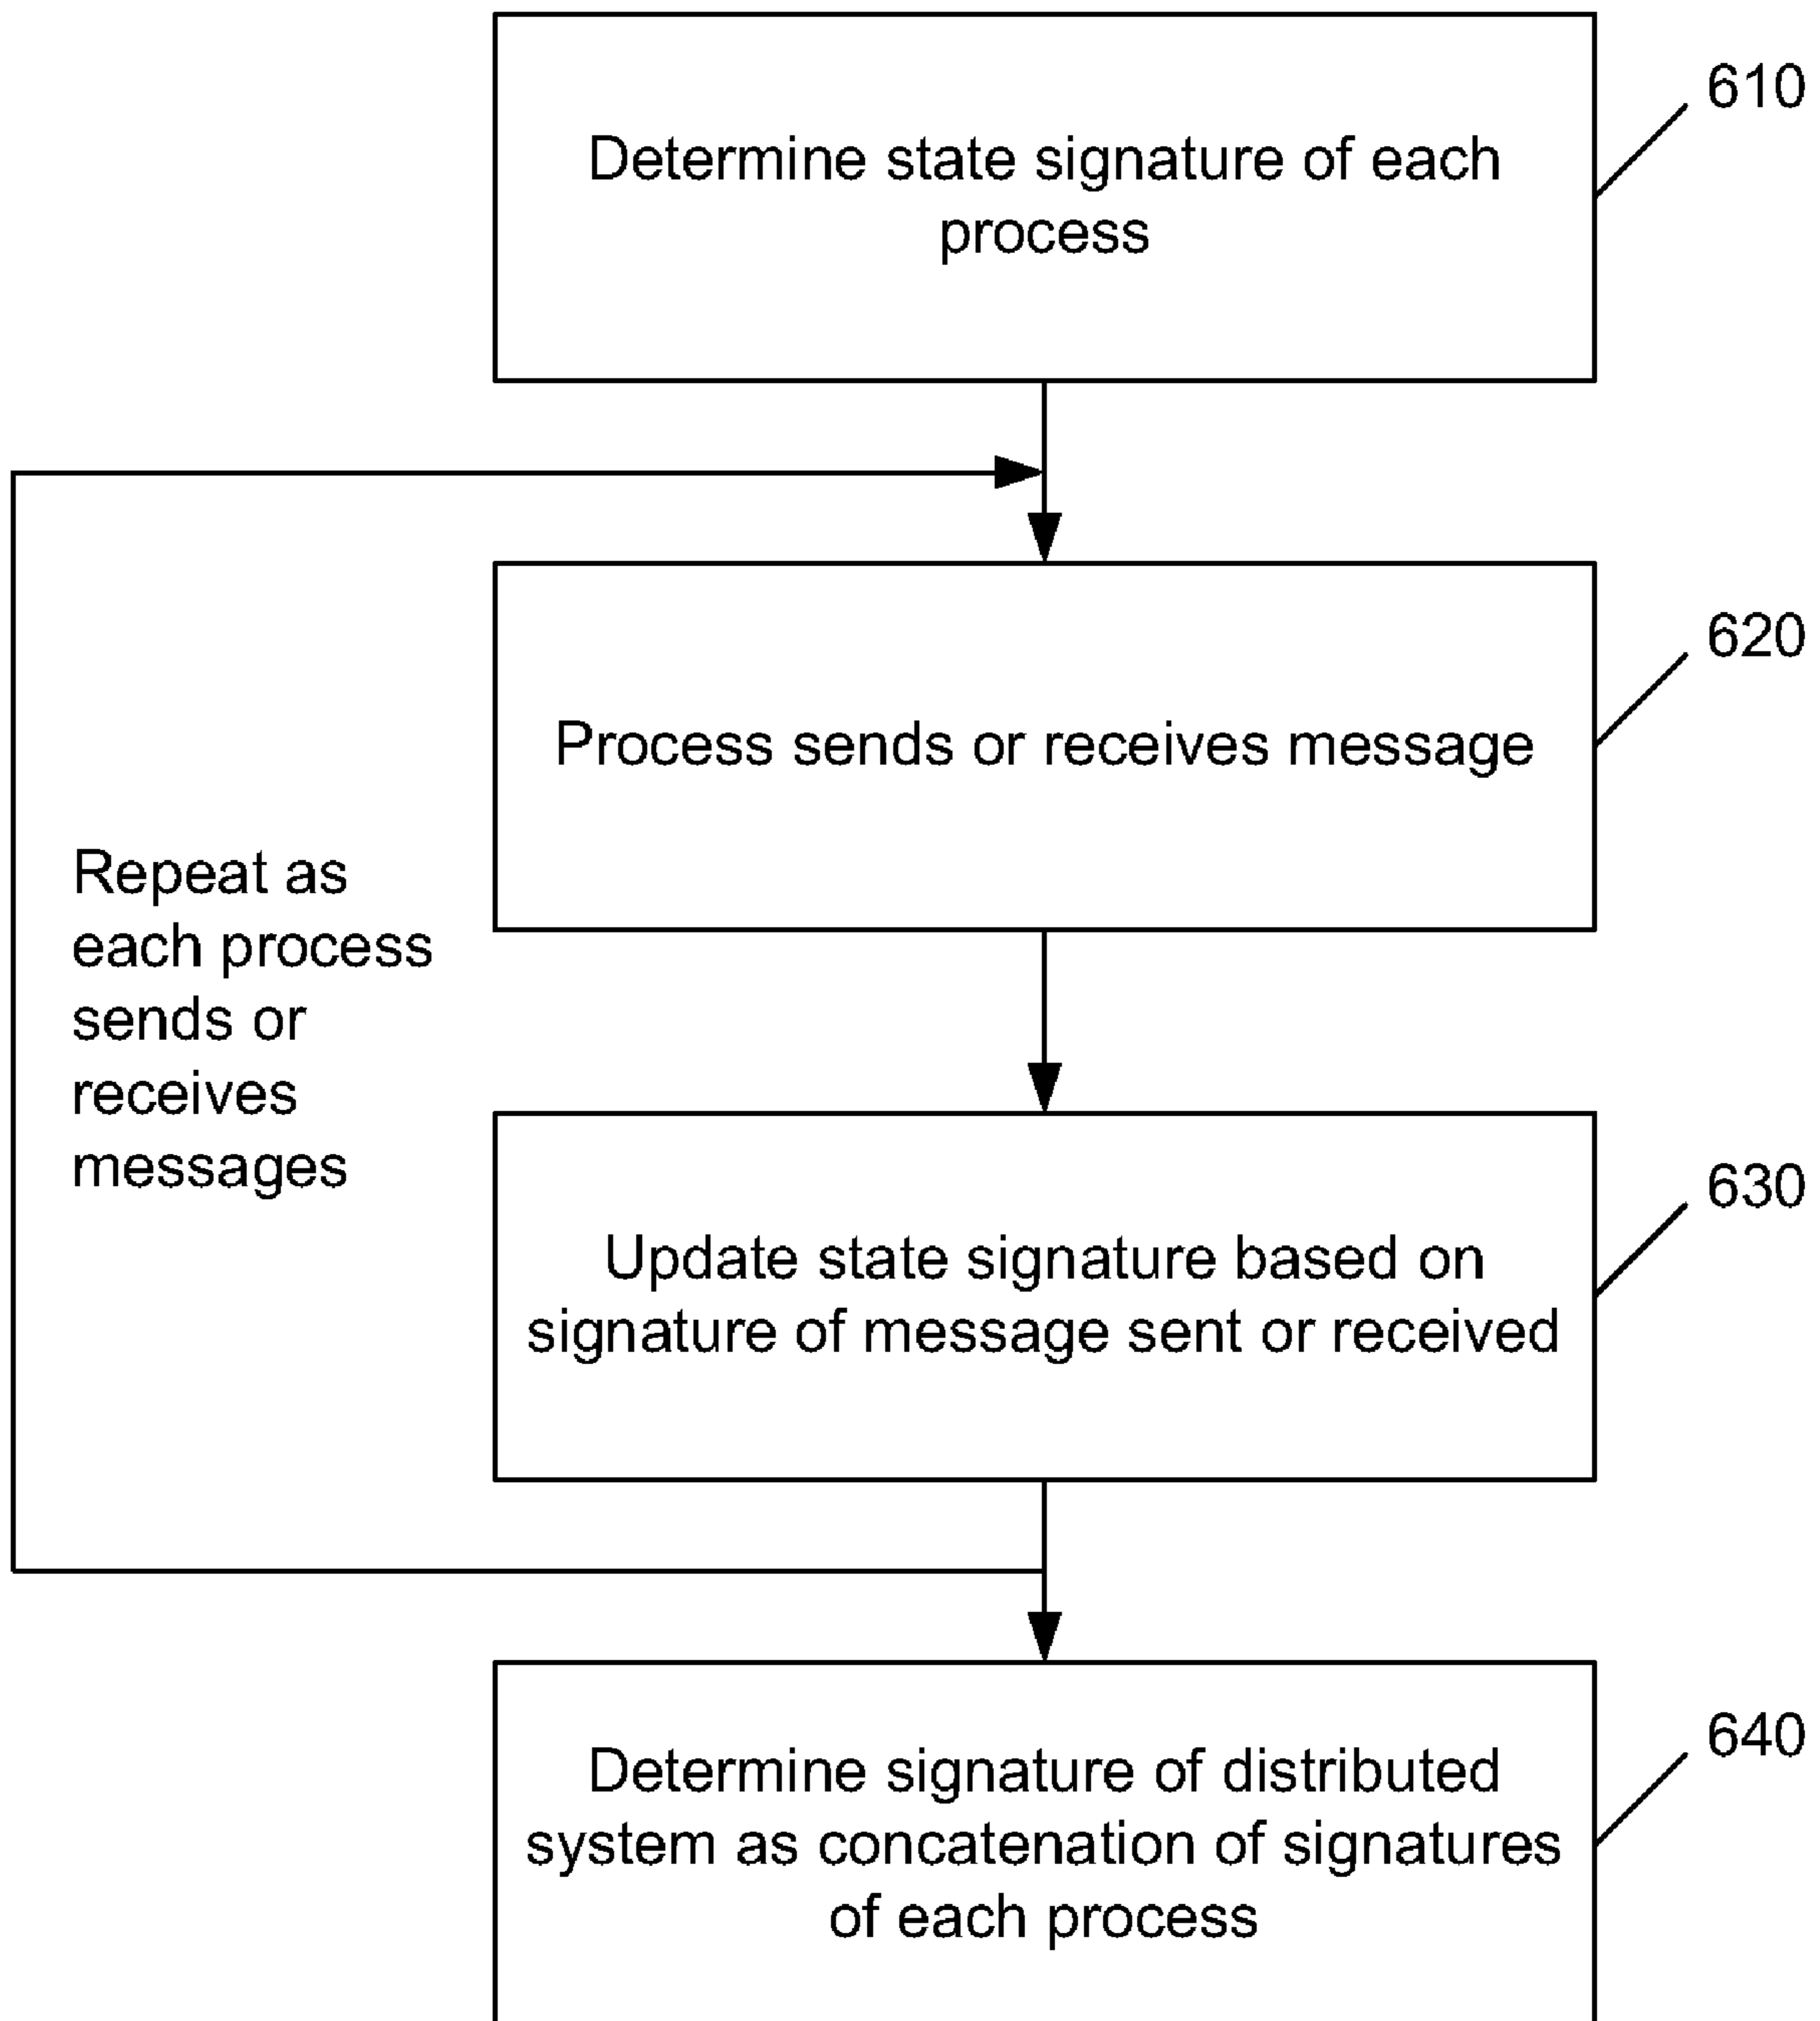 610
Determine state signature of each
process
620
Process sends or receives message
Repeat as
each process
sends or
receives
messages
630
Update state signature based on
signature of message sent or received
640
Determine signature of distributed
system as concatenation of signatures
of each process